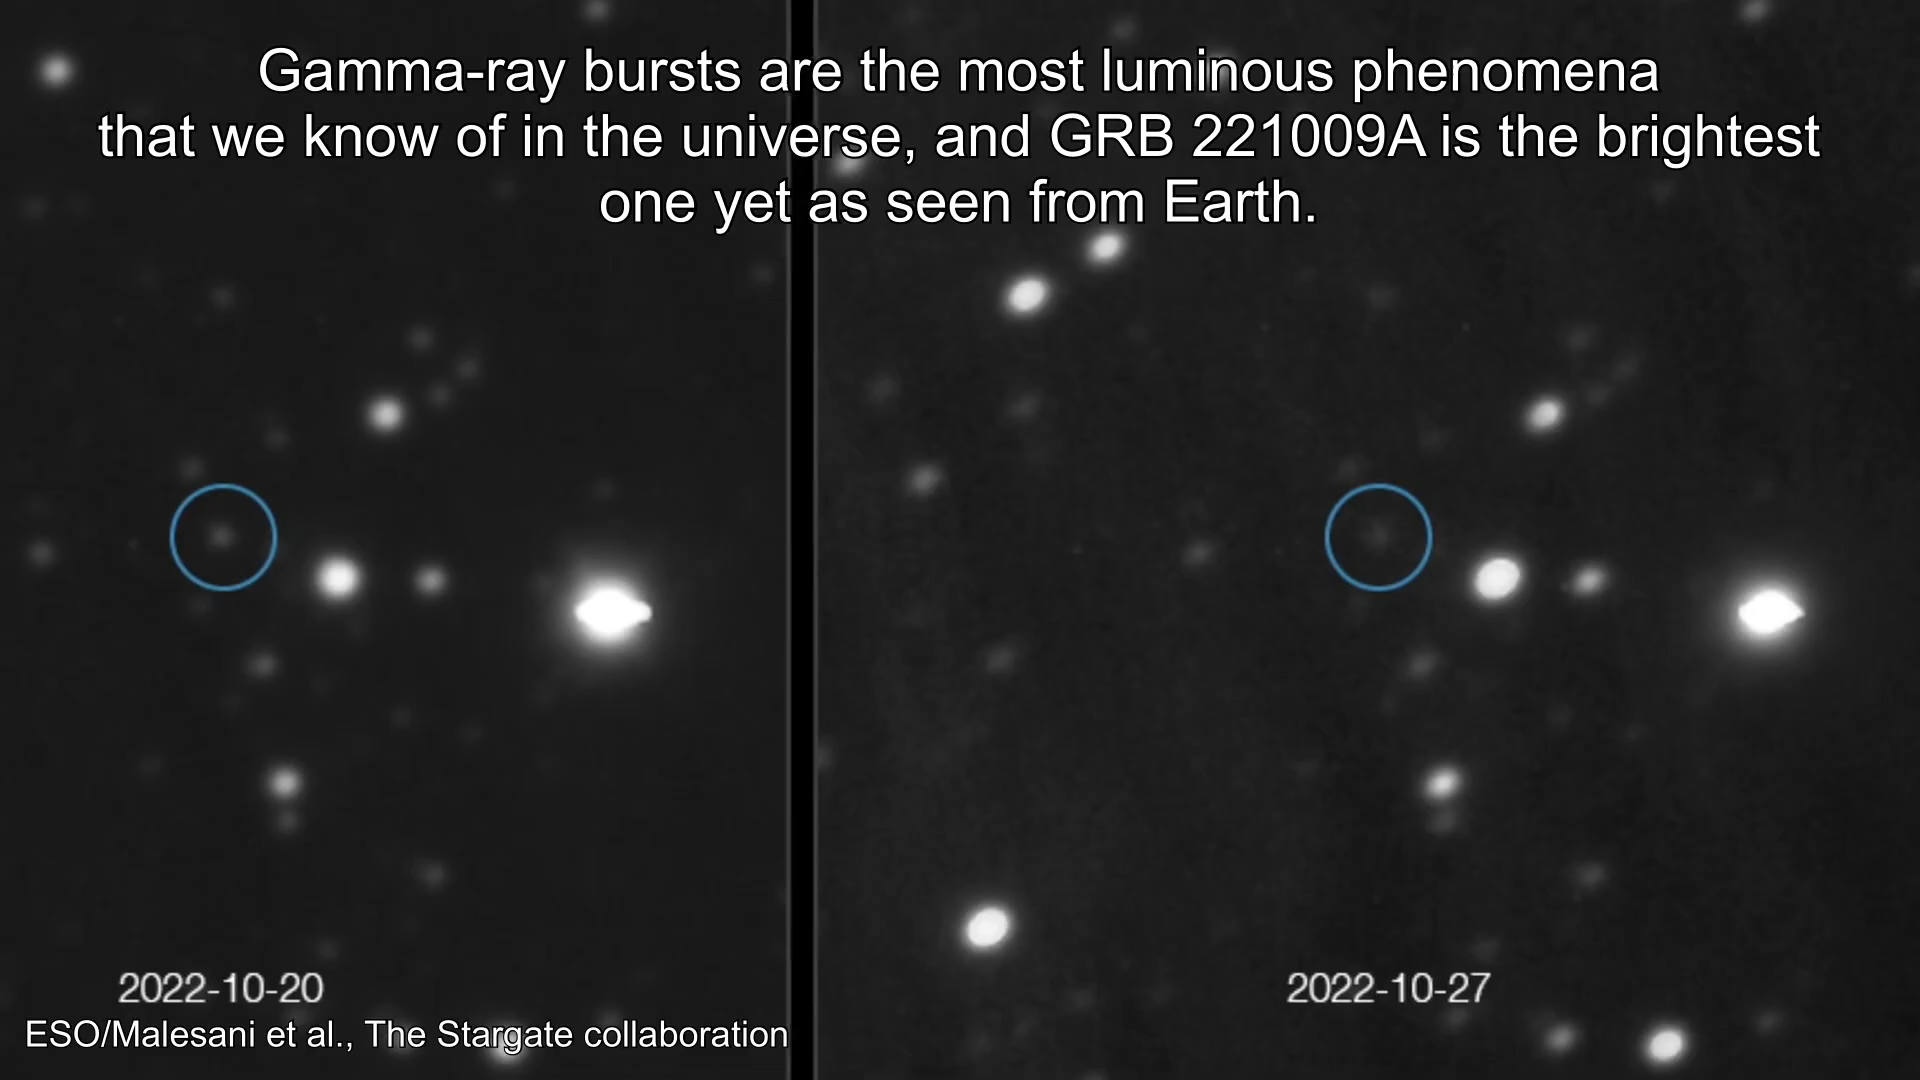 Gamma-ray bursts are the most luminous phenomena
that we know of in the universe, and GRB 221009A is the brightest
one yet as seen from Earth.
2022-10-20
2022-10-27
ESO/Malesani et al., The Stargate collaboration